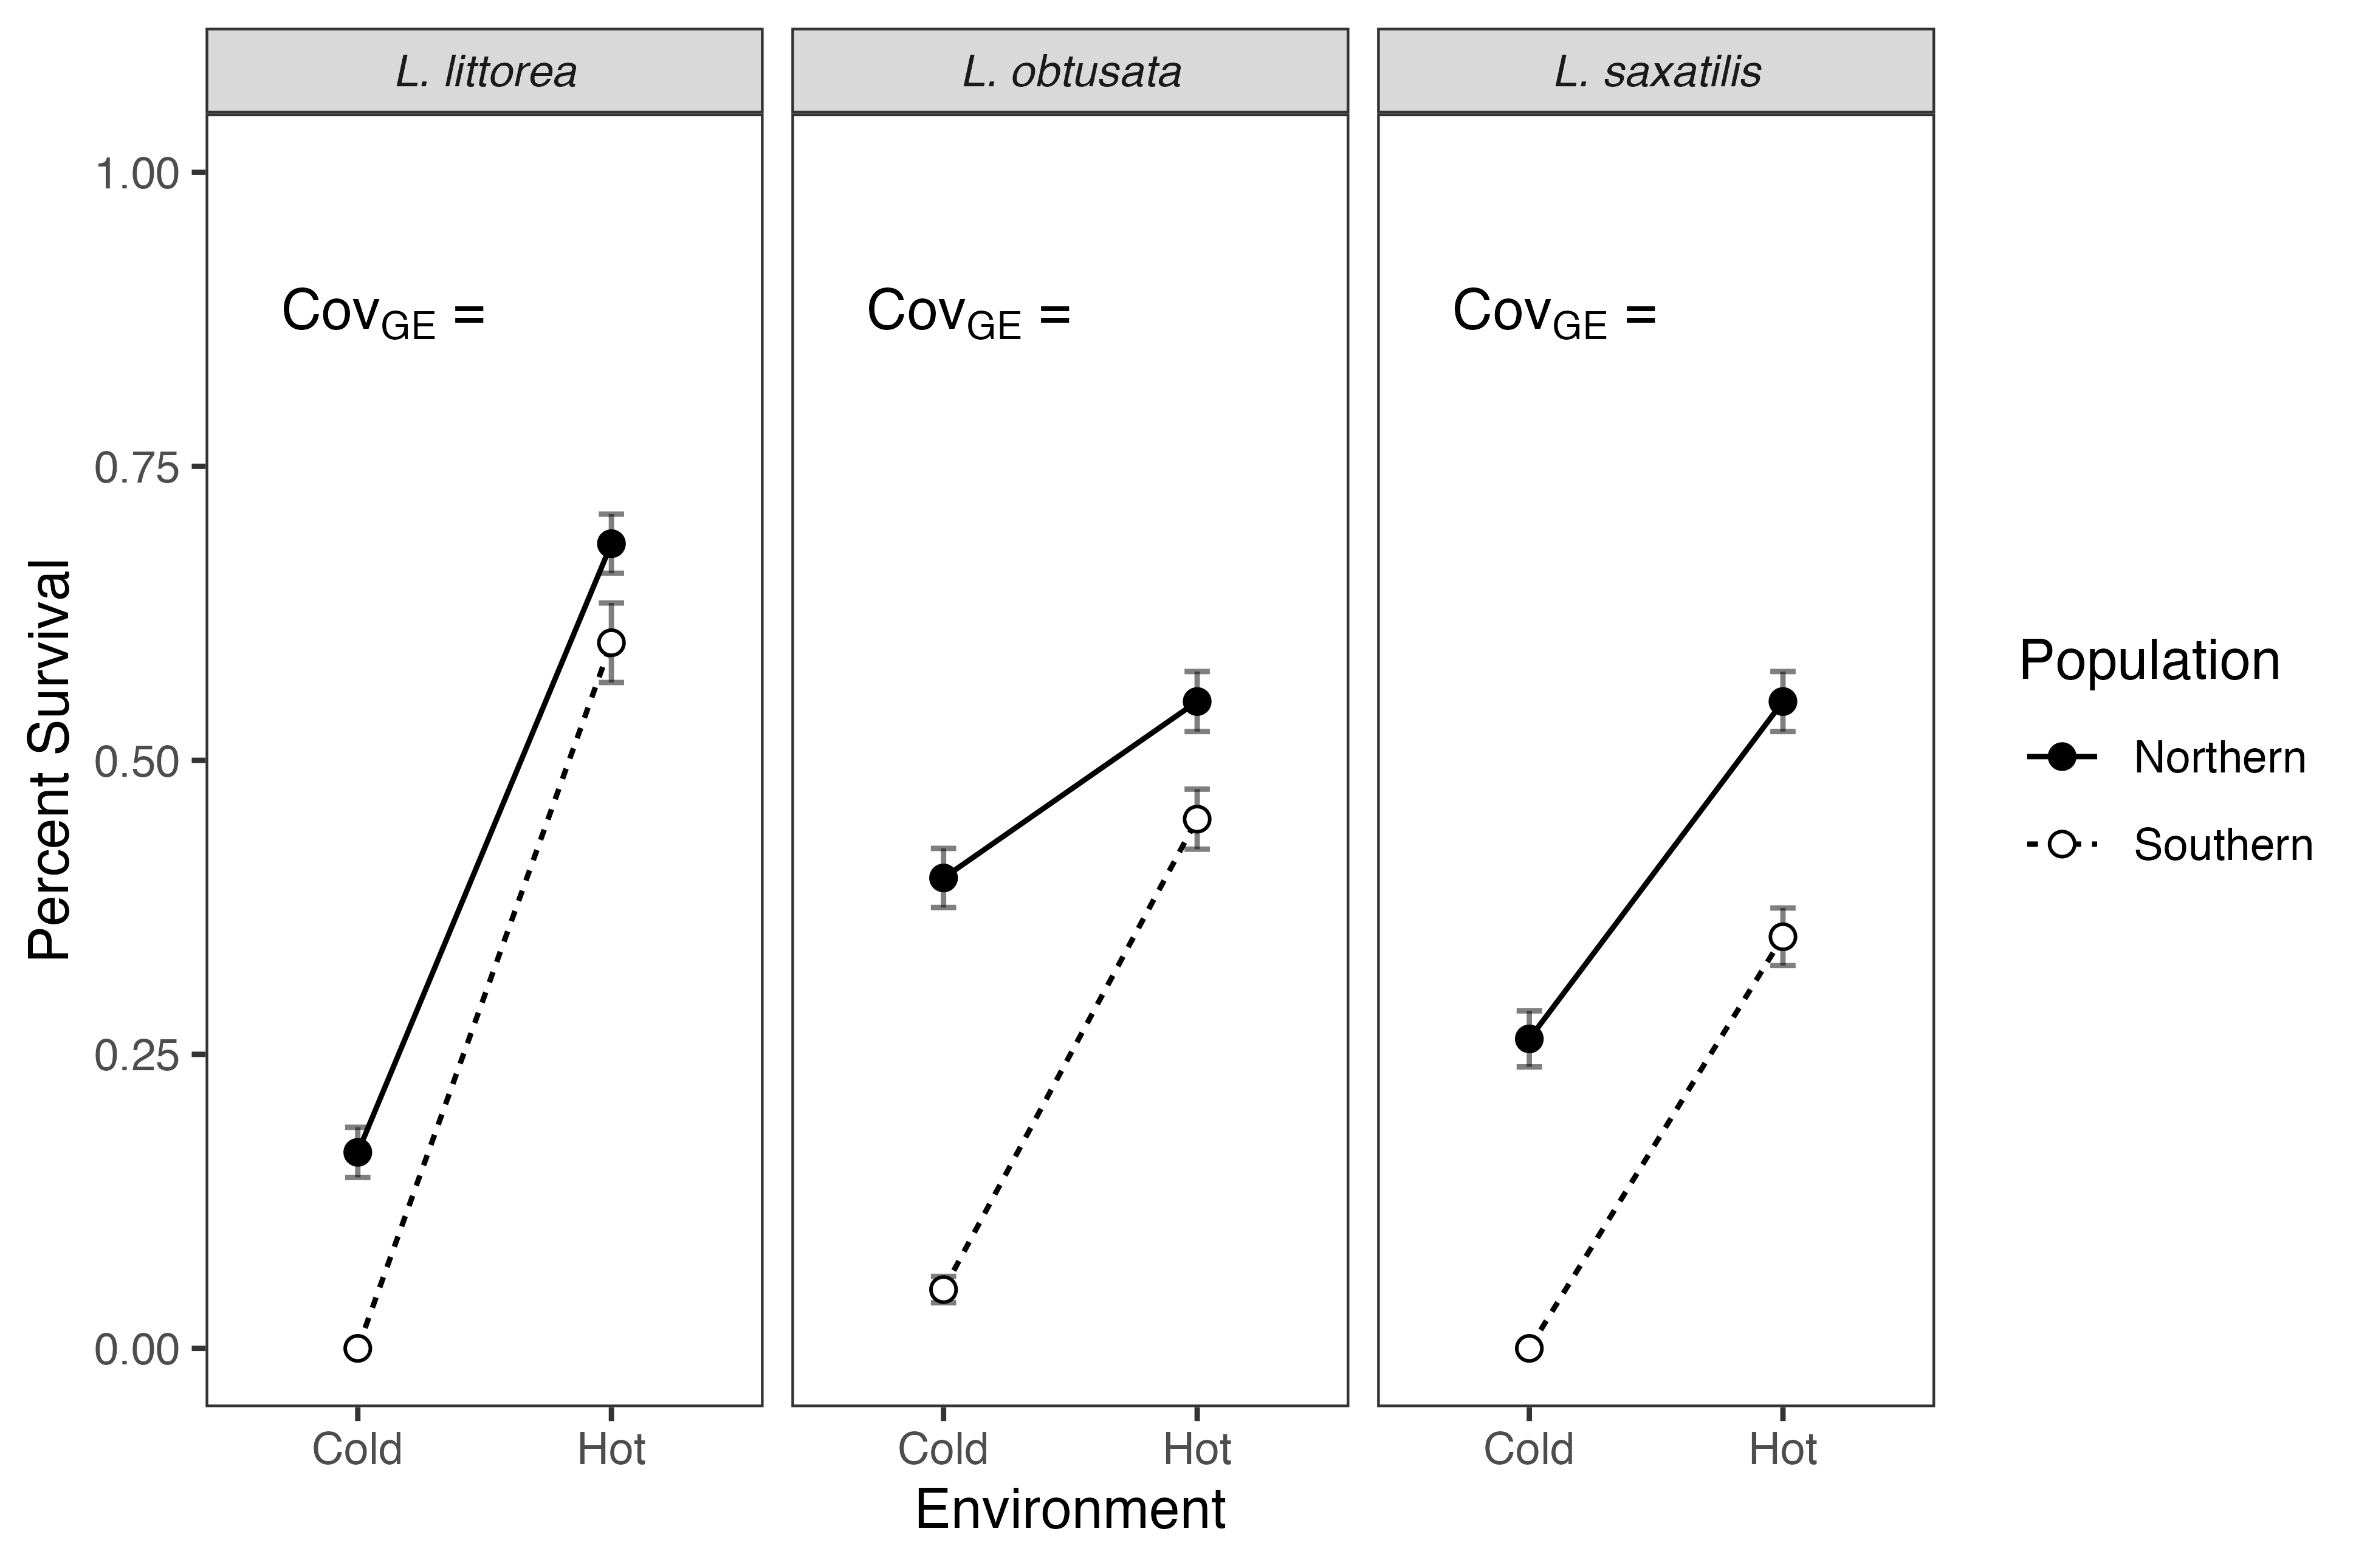 L. littorea
L. obtusata
L. saxatilis
1.00
0.75
0.50
0.25
0.00
Percent Survival
CovGE =
CovGE =
CovGE =
Cold
Hot
Cold
Hot
Cold
Hot
Environment
Population
Northern
Southern